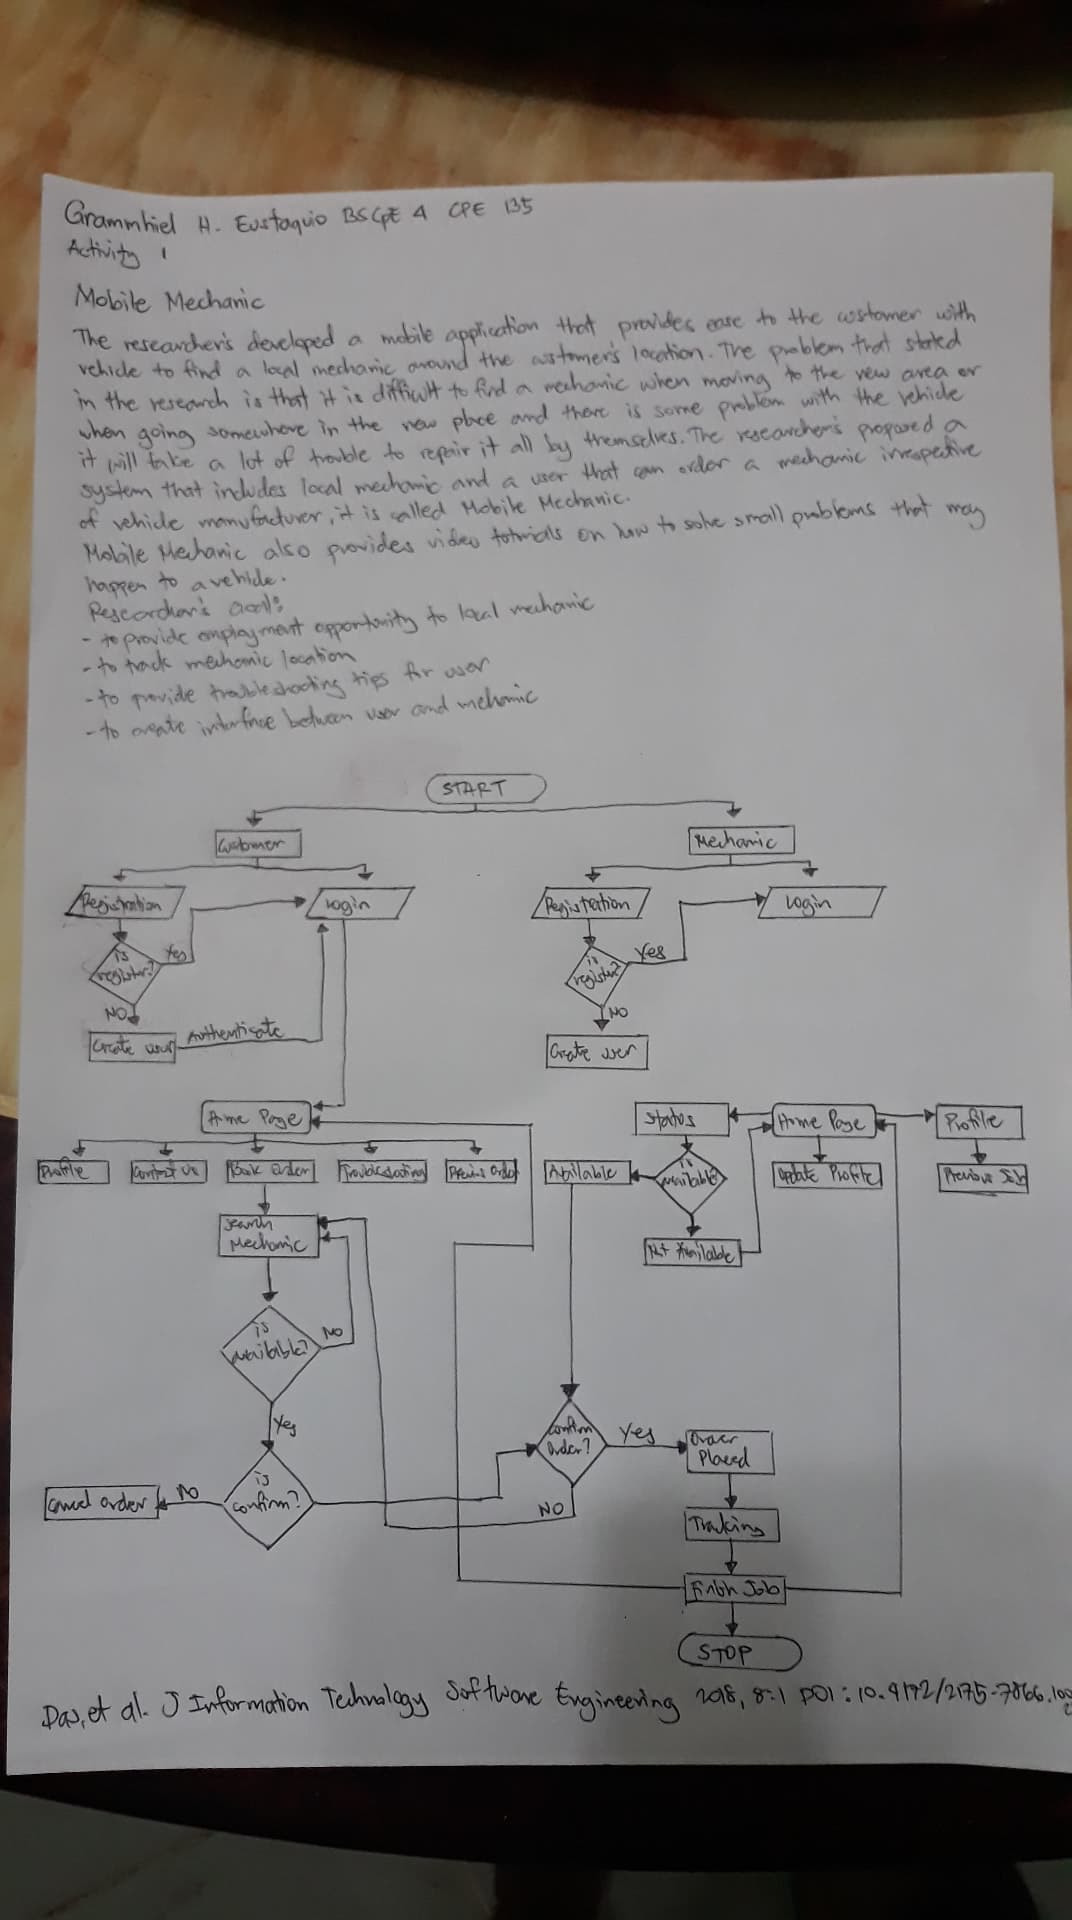 Grammhiel H. Eustaquio BSCpE 4 CPE 135
Activity 1
Mobile Mechanic
The researcher's developed a mobile application that provides ease to the customer with
vehicle to find a local mechanic around the customer's location. The problem that stated
in the research is that it is difficult to find a mechanic when moving to the new area or
when going somewhere in the new place and there is some problem with the vehicle
it will take a lot of trouble to repair it all by themselves. The researcher's proposed a
system that includes local mechanic and a user that can order a mechanic irrespective
of vehicle manufacturer, it is called Mobile Mechanic.
Mobile Mechanic also provides video tutorials on how to solve small problems that may
happen to a vehicle.
Researcher's Goal:
- to provide employment opportunity to local mechanic
- to track mechanic location
- to provide troubleshooting tips for user
- to create interface between user and mehanic
START
Customer
Mechanic
Registration
Login
Registration
Login
is register?
Yes
is register?
Yes
NO
NO
Create user
Authenticate
Create user
Home Page
Status
Home Page
Profile
Profile
Contact Us
Book Order
Troubleshooting
Previous Order
Available
is available?
Update Profile
Previous Job
Search
Mechanic
Not Available
is
available?
NO
Yes
Confirm
Order?
Yes
Order
Placed
Cancel Order
NO
is
confirm?
NO
Tracking
Finish Job
STOP
Das, et al. J Information Technology Software Engineering 2018, 8:1 DOI: 10.4172/2175-7866.100